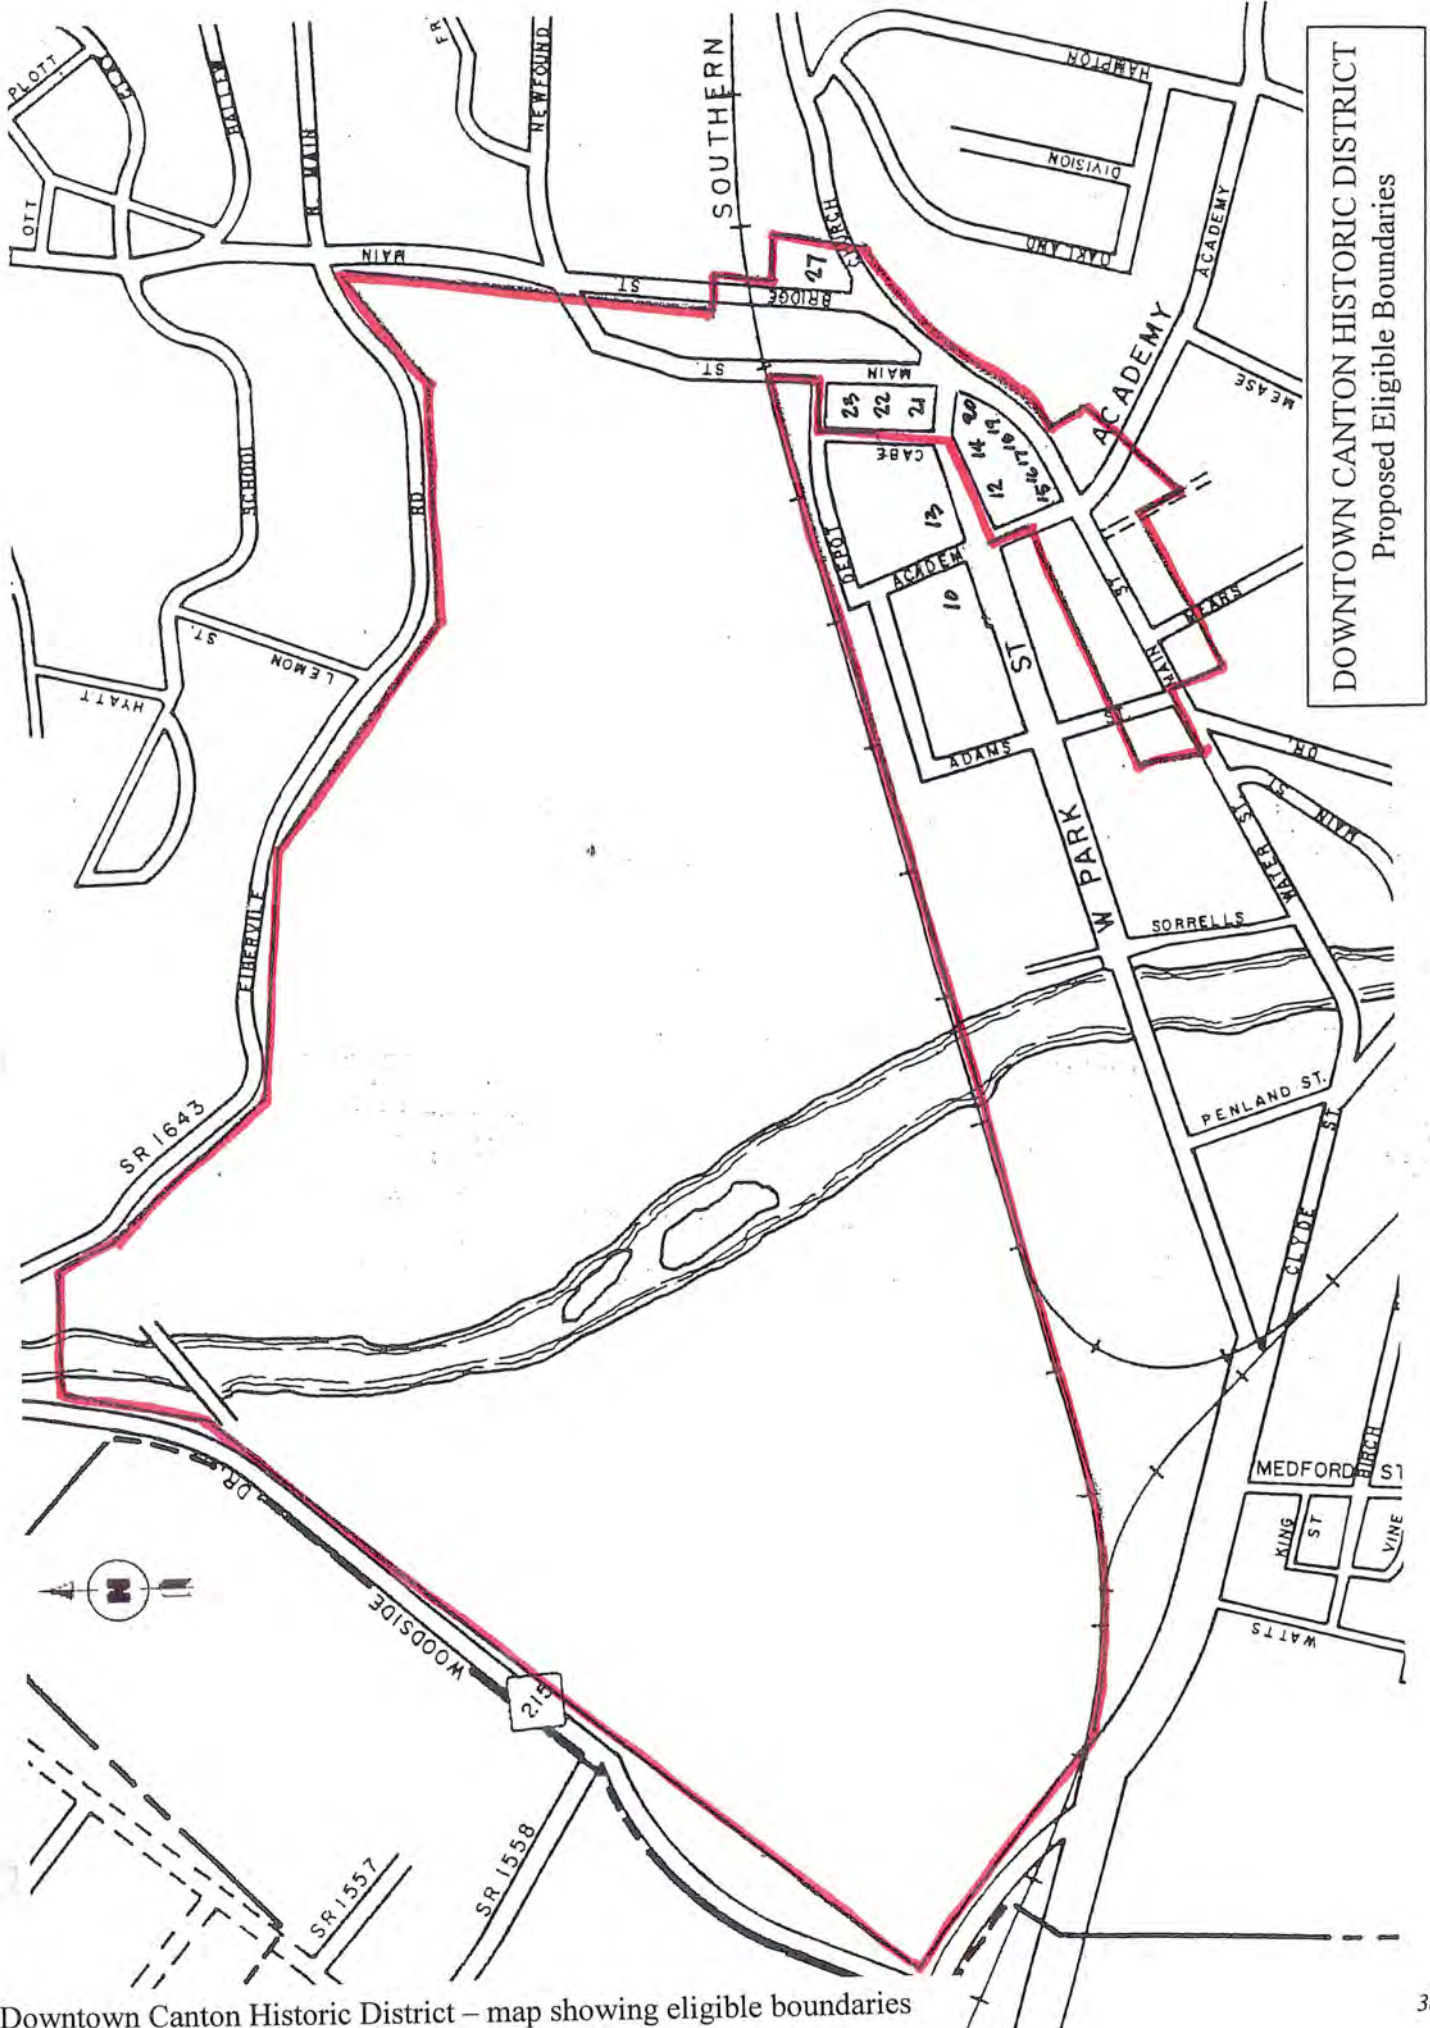 DOWNTOWN CANTON HISTORIC DISTRICT
Proposed Eligible Boundaries
PLOTT
OTT
N. MAIN
FR
NEWFOUND
SOUTHERN
HAMPTON
DIVISION
OAKLAND
ACADEMY
ACADEMY
MEASE
CHURCH
27
BRIDGE
MAIN
ST
ST.
MAIN
23
22
21
CABE
20
19
18
17
16
15
14
12
13
10
DEPOT
ACADEM
SCHOOL
RD.
LEMON
ST.
HYATT
ST
ST
MAIN
MEARS
ST.
ADAMS
DR.
ST
MAIN
WATER ST.
W PARK
SORRELLS
FIBERVILLE
SR 1643
PENLAND ST.
CLYDE
ST.
MEDFORD ST
BIRCH
KING
ST
VINE
WATTS
DR.
WOODSIDE
N
215
SR 1557
SR 1558
Downtown Canton Historic District – map showing eligible boundaries